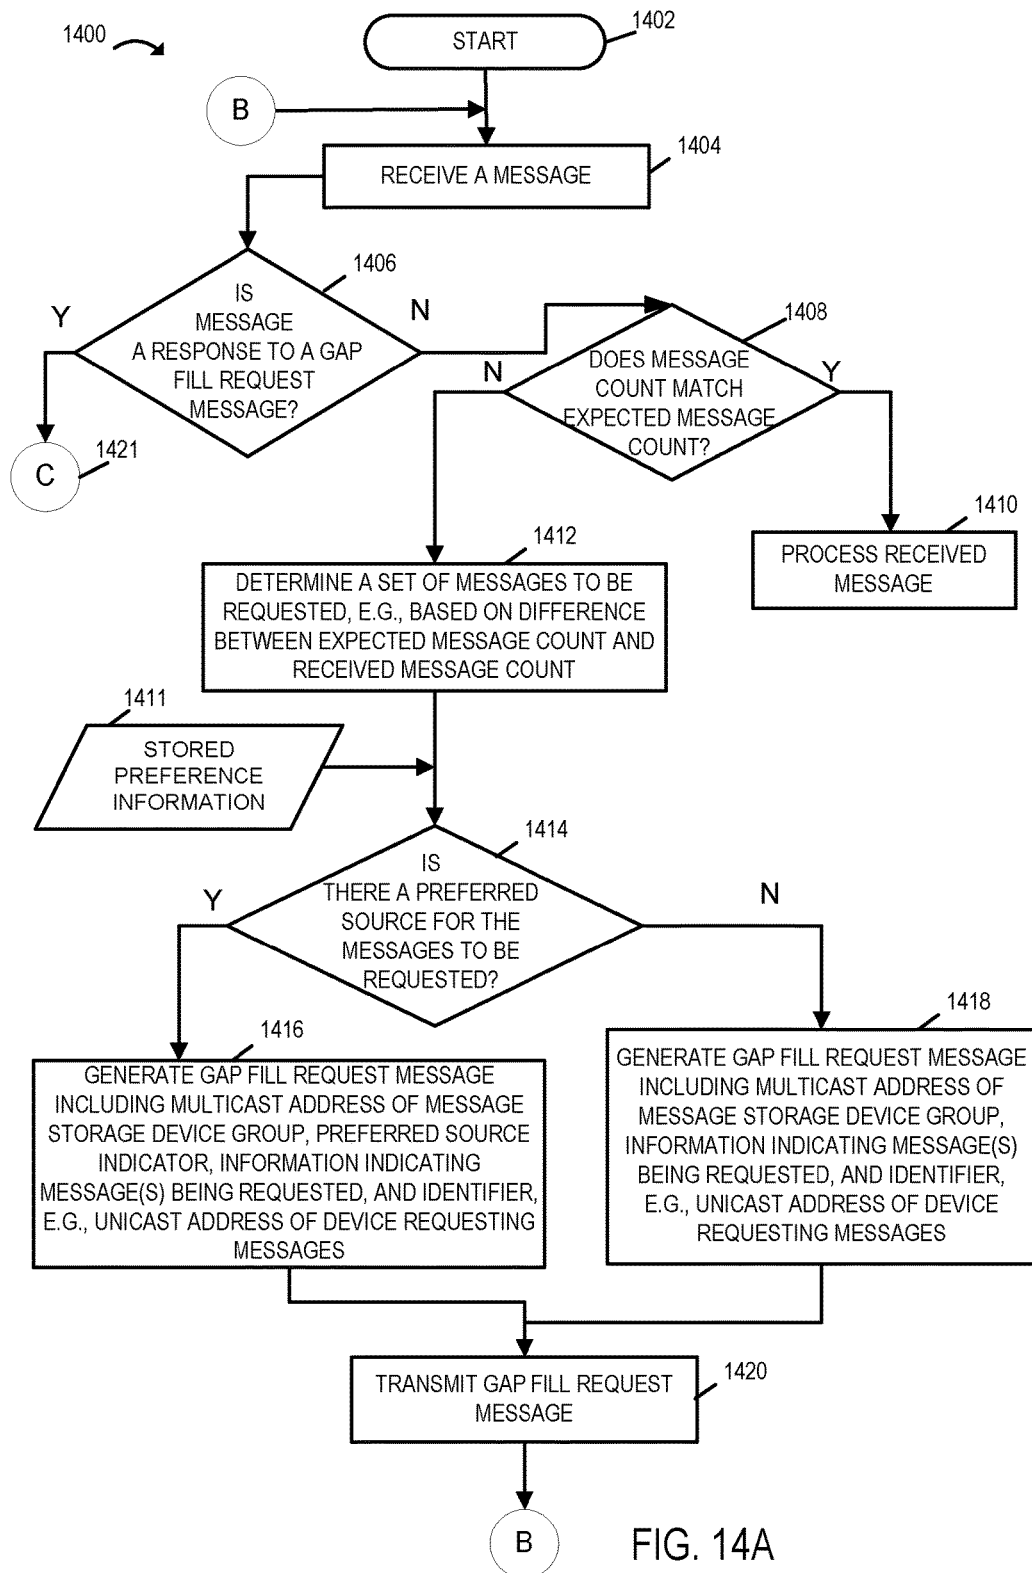 1400
START
1402
B
RECEIVE A MESSAGE
1404
1406
IS
MESSAGE
A RESPONSE TO A GAP
FILL REQUEST
MESSAGE?
Y
N
C
1421
1408
DOES MESSAGE
COUNT MATCH
EXPECTED MESSAGE
COUNT?
N
Y
1410
PROCESS RECEIVED
MESSAGE
1412
DETERMINE A SET OF MESSAGES TO BE
REQUESTED, E.G., BASED ON DIFFERENCE
BETWEEN EXPECTED MESSAGE COUNT AND
RECEIVED MESSAGE COUNT
1411
STORED
PREFERENCE
INFORMATION
1414
IS
THERE A PREFERRED
SOURCE FOR THE
MESSAGES TO BE
REQUESTED?
Y
N
1416
GENERATE GAP FILL REQUEST MESSAGE
INCLUDING MULTICAST ADDRESS OF MESSAGE
STORAGE DEVICE GROUP, PREFERRED SOURCE
INDICATOR, INFORMATION INDICATING
MESSAGE(S) BEING REQUESTED, AND IDENTIFIER,
E.G., UNICAST ADDRESS OF DEVICE REQUESTING
MESSAGES
1418
GENERATE GAP FILL REQUEST MESSAGE
INCLUDING MULTICAST ADDRESS OF
MESSAGE STORAGE DEVICE GROUP,
INFORMATION INDICATING MESSAGE(S)
BEING REQUESTED, AND IDENTIFIER,
E.G., UNICAST ADDRESS OF DEVICE
REQUESTING MESSAGES
1420
TRANSMIT GAP FILL REQUEST
MESSAGE
B
FIG. 14A